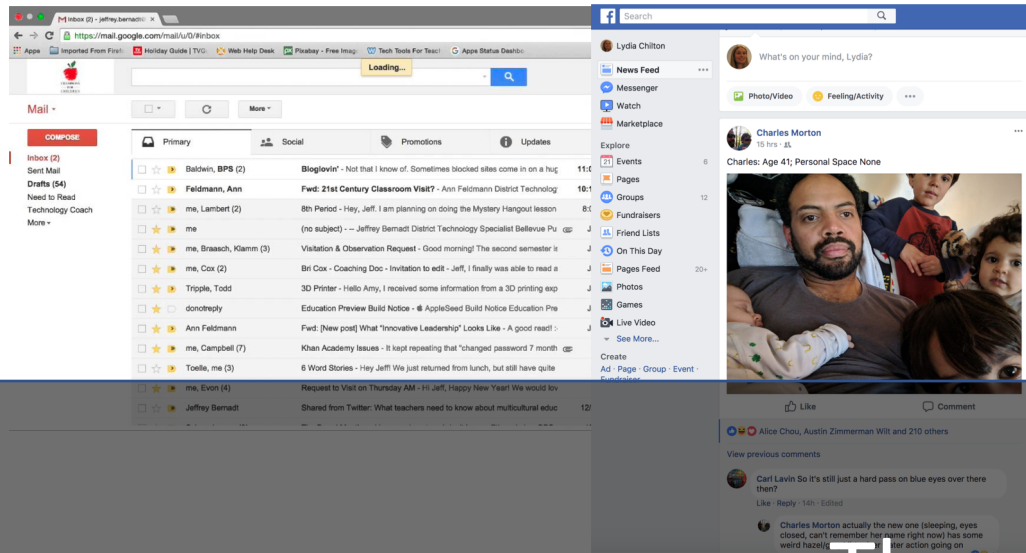 M Inbox (2) - jeffrey.bernadt@
https://mail.google.com/mail/u/0/#inbox
Apps Imported From Firef Holiday Guide | TVG Web Help Desk Pixabay - Free Image Tech Tools For Teach Apps Status Dashbo
Loading...
Mail
More
COMPOSE
Inbox (2)
Sent Mail
Drafts (54)
Need to Read
Technology Coach
More
Primary Social Promotions Updates
Baldwin, BPS (2) Bloglovin' - Not that I know of. Sometimes blocked sites come in on a hug 11:0
Feldmann, Ann Fwd: 21st Century Classroom Visit? - Ann Feldmann District Technolog 10:1
me, Lambert (2) 8th Period - Hey, Jeff. I am planning on doing the Mystery Hangout lesson 8:
me (no subject) - -- Jeffrey Bernadt District Technology Specialist Bellevue Pu J
me, Braasch, Klamm (3) Visitation & Observation Request - Good morning! The second semester is J
me, Cox (2) Bri Cox - Coaching Doc - Invitation to edit - Jeff, I finally was able to read a J
Tripple, Todd 3D Printer - Hello Amy, I received some information from a 3D printing exp J
donotreply Education Preview Build Notice - AppleSeed Build Notice Education Pre J
Ann Feldmann Fwd: [New post] What "Innovative Leadership" Looks Like - A good read! :- J
me, Campbell (7) Khan Academy Issues - It kept repeating that "changed password 7 month J
Toelle, me (3) 6 Word Stories - Hey Jeff! We just returned from lunch, but still have quite J
me, Evon (4) Request to Visit on Thursday AM - Hi Jeff, Happy New Year! We would lov J
Jeffrey Bernadt Shared from Twitter: What teachers need to know about multicultural educ 12/
f Search
Lydia Chilton
News Feed
Messenger
Watch
Marketplace
Explore
Events 6
Pages
Groups 12
Fundraisers
Friend Lists
On This Day
Pages Feed 20+
Photos
Games
Live Video
See More...
Create
Ad · Page · Group · Event ·
Fundraiser
What's on your mind, Lydia?
Photo/Video Feeling/Activity
Charles Morton
15 hrs ·
Charles: Age 41; Personal Space None
Like Comment
Alice Chou, Austin Zimmerman Wilt and 210 others
View previous comments
Carl Lavin So it's still just a hard pass on blue eyes over there
then?
Like · Reply · 14h · Edited
Charles Morton actually the new one (sleeping, eyes
closed, can't remember her name right now) has some
weird hazel/g later action going on